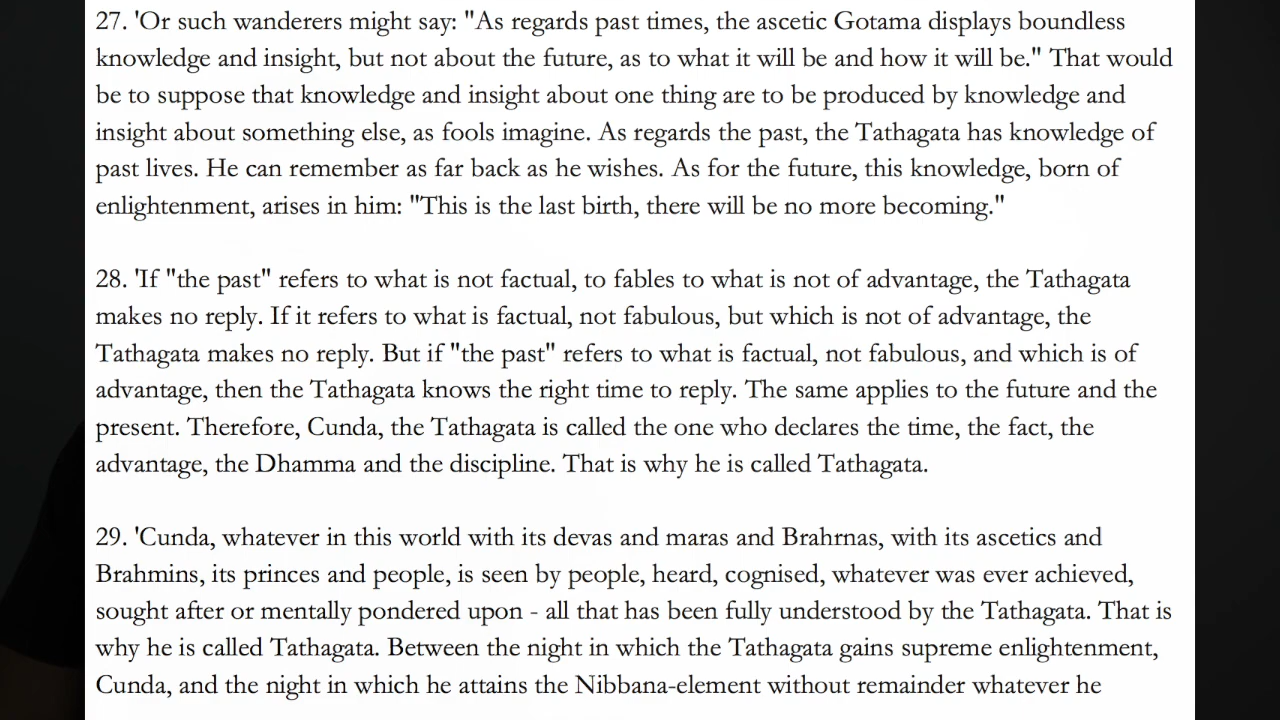 27. 'Or such wanderers might say: "As regards past times, the ascetic Gotama displays boundless
knowledge and insight, but not about the future, as to what it will be and how it will be." That would
be to suppose that knowledge and insight about one thing are to be produced by knowledge and
insight about something else, as fools imagine. As regards the past, the Tathagata has knowledge of
past lives. He can remember as far back as he wishes. As for the future, this knowledge, born of
enlightenment, arises in him: "This is the last birth, there will be no more becoming."
28. 'If "the past" refers to what is not factual, to fables to what is not of advantage, the Tathagata
makes no reply. If it refers to what is factual, not fabulous, but which is not of advantage, the
Tathagata makes no reply. But if "the past" refers to what is factual, not fabulous, and which is of
advantage, then the Tathagata knows the right time to reply. The same applies to the future and the
present. Therefore, Cunda, the Tathagata is called the one who declares the time, the fact, the
advantage, the Dhamma and the discipline. That is why he is called Tathagata.
29. 'Cunda, whatever in this world with its devas and maras and Brahrnas, with its ascetics and
Brahmins, its princes and people, is seen by people, heard, cognised, whatever was ever achieved,
sought after or mentally pondered upon - all that has been fully understood by the Tathagata. That is
why he is called Tathagata. Between the night in which the Tathagata gains supreme enlightenment,
Cunda, and the night in which he attains the Nibbana-element without remainder whatever he